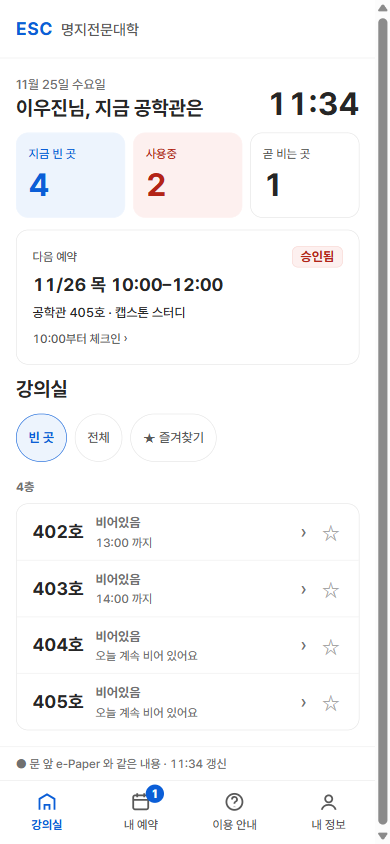 ESC 명지전문대학
11월 25일 수요일
이우진님, 지금 공학관은
11:34
지금 빈 곳
4
사용중
2
곧 비는 곳
1
다음 예약
승인됨
11/26 목 10:00–12:00
공학관 405호 · 캡스톤 스터디
10:00부터 체크인 ›
강의실
빈 곳
전체
★ 즐겨찾기
4층
402호
비어있음
13:00 까지
› ☆
403호
비어있음
14:00 까지
› ☆
404호
비어있음
오늘 계속 비어 있어요
› ☆
405호
비어있음
오늘 계속 비어 있어요
› ☆
● 문 앞 e-Paper 와 같은 내용 · 11:34 갱신
1
강의실
내 예약
이용 안내
내 정보